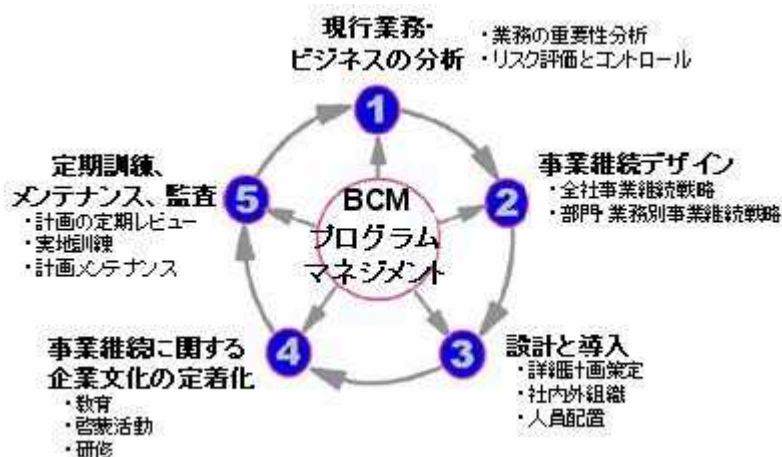 現行業務・
ビジネスの分析
・業務の重要性分析
・リスク評価とコントロール
1
事業継続デザイン
・全社事業継続戦略
・部門・業務別事業継続戦略
2
設計と導入
・詳細計画策定
・社内外組織
・人員配置
3
事業継続に関する
企業文化の定着化
・教育
・啓蒙活動
・研修
4
定期訓練、
メンテナンス、監査
・計画の定期レビュー
・実地訓練
・計画メンテナンス
5
BCM
プログラム
マネジメント